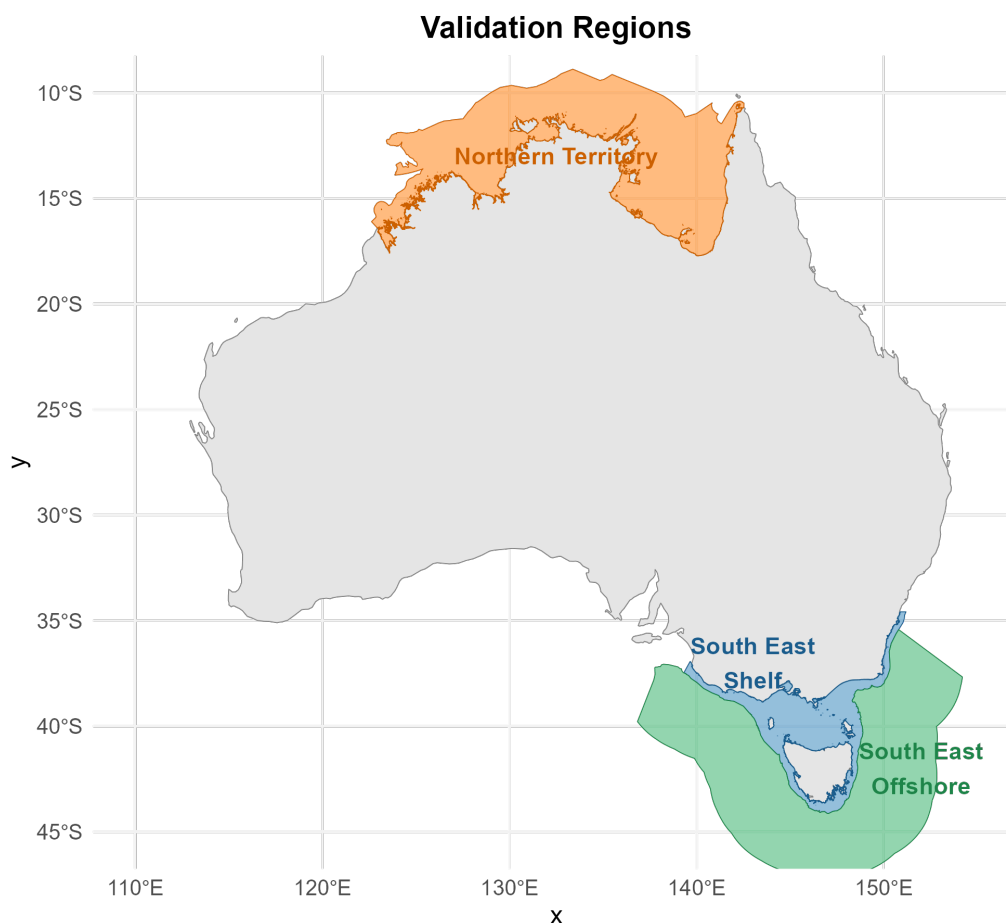 Validation Regions
10°S
15°S
20°S
25°S
30°S
35°S
40°S
45°S
y
Northern Territory
South East
Shelf
South East
Offshore
110°E
120°E
130°E
140°E
150°E
x